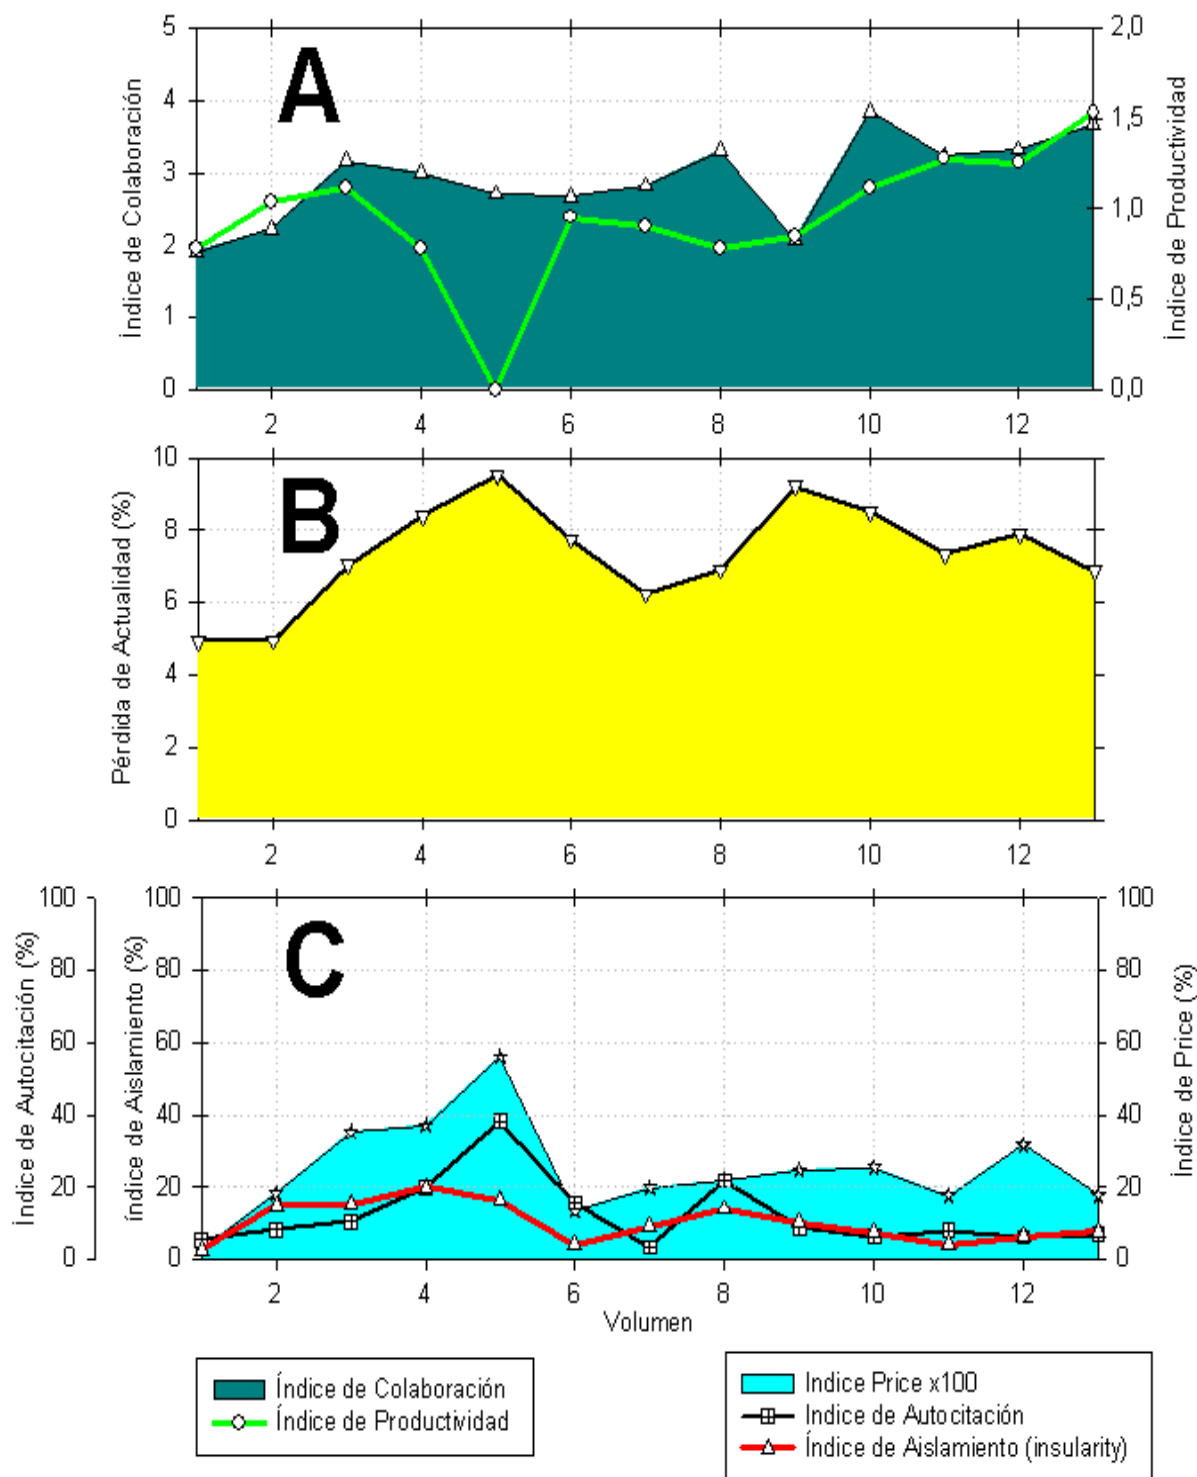 A
Índice de Colaboración
5
4
3
2
1
0
2,0
1,5
1,0
0,5
0,0
Índice de Productividad
2 4 6 8 10 12
B
Pérdida de Actualidad (%)
10
8
6
4
2
0
2 4 6 8 10 12
C
Índice de Autocitación (%)
100
80
60
40
20
0
índice de Aislamiento (%)
100
80
60
40
20
0
100
80
60
40
20
0
Índice de Price (%)
2 4 6 8 10 12
Volumen
Índice de Colaboración
Índice de Productividad
Indice Price x100
Indice de Autocitación
Índice de Aislamiento (insularity)